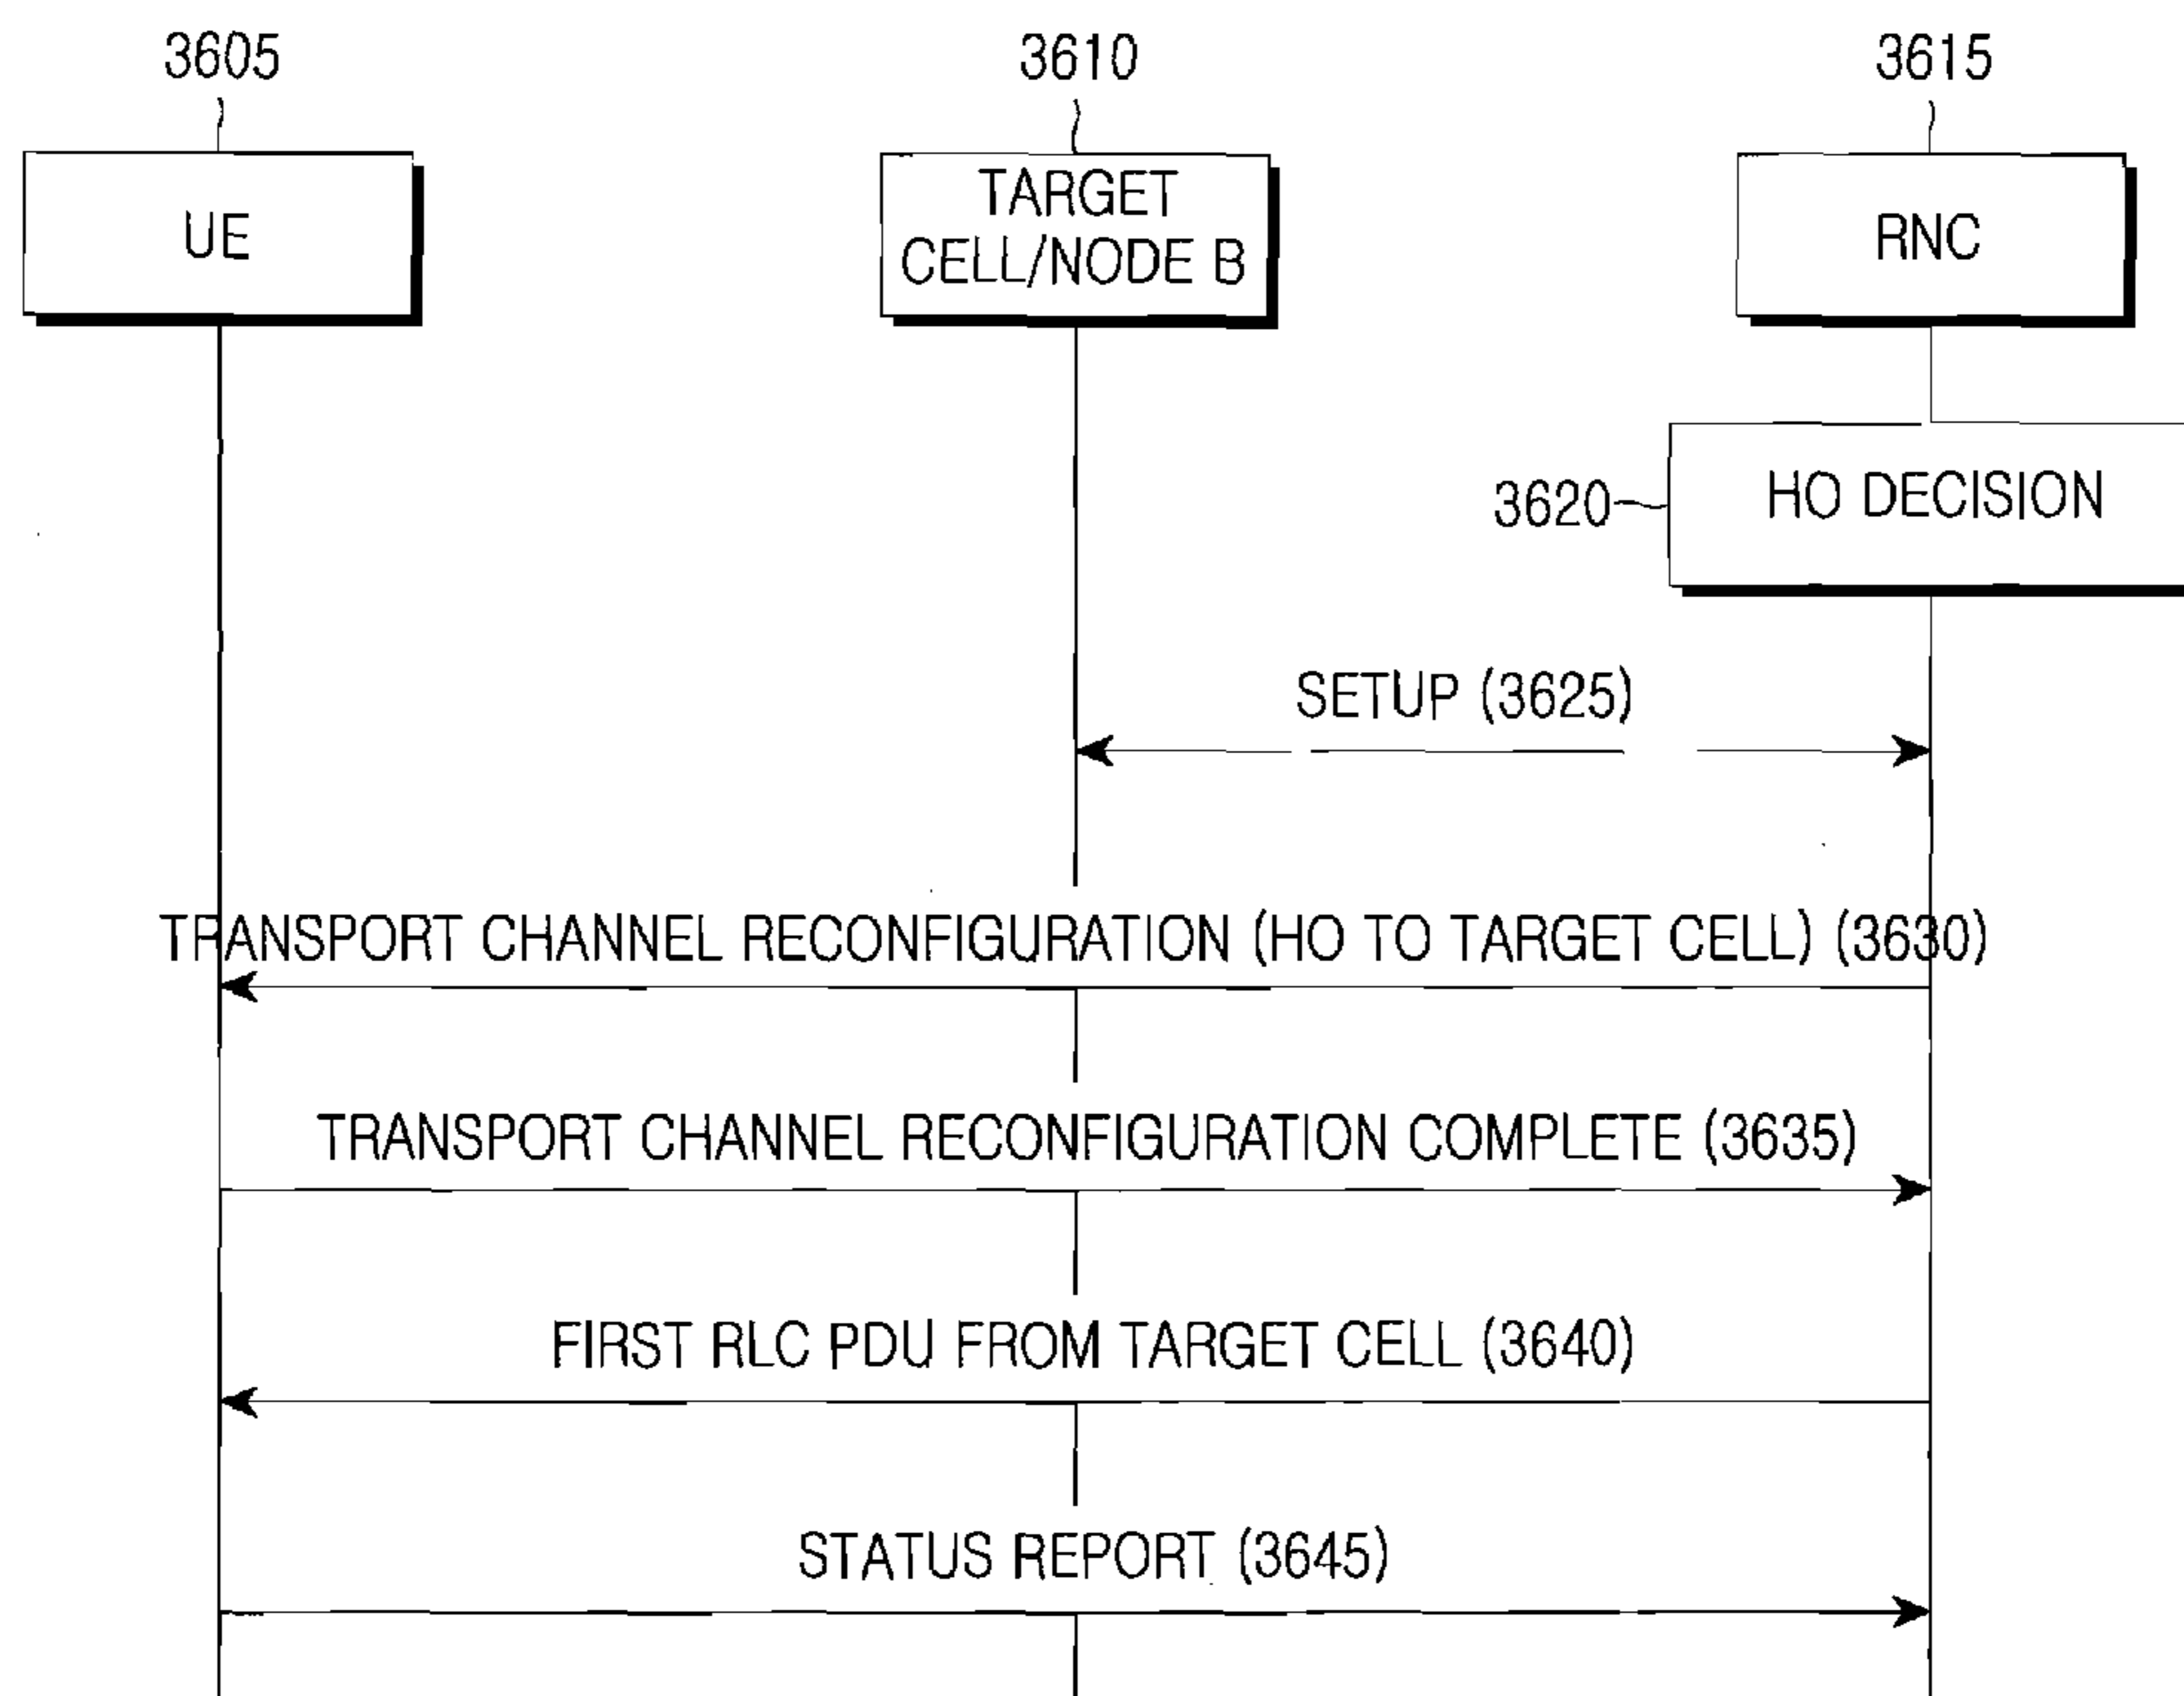 3605
3610
3615
UE
TARGET
CELL/NODE B
RNC
3620
HO DECISION
SETUP (3625)
TRANSPORT CHANNEL RECONFIGURATION (HO TO TARGET CELL) (3630)
TRANSPORT CHANNEL RECONFIGURATION COMPLETE (3635)
FIRST RLC PDU FROM TARGET CELL (3640)
STATUS REPORT (3645)